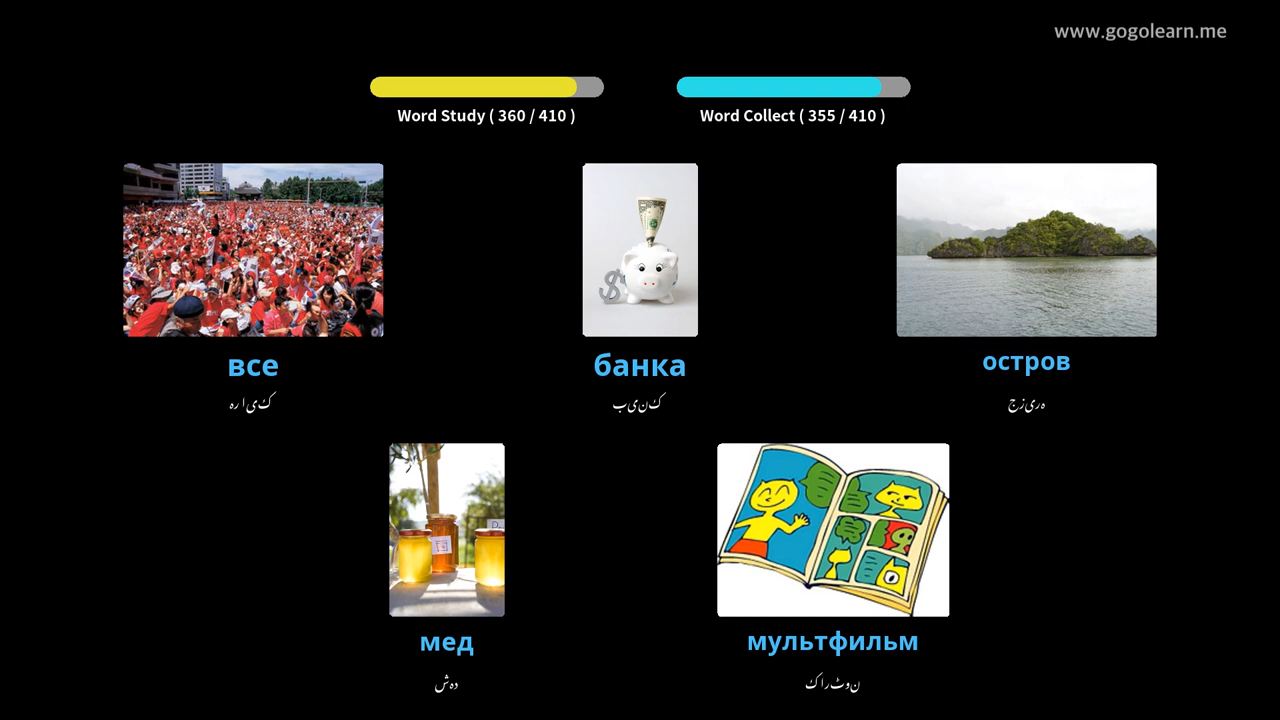 www.gogolearn.me
Word Study ( 360 / 410 )
Word Collect ( 355 / 410 )
все
банка
остров
ہر ایک
بینک
جزیرہ
мед
мультфильм
شہد
کارٹون